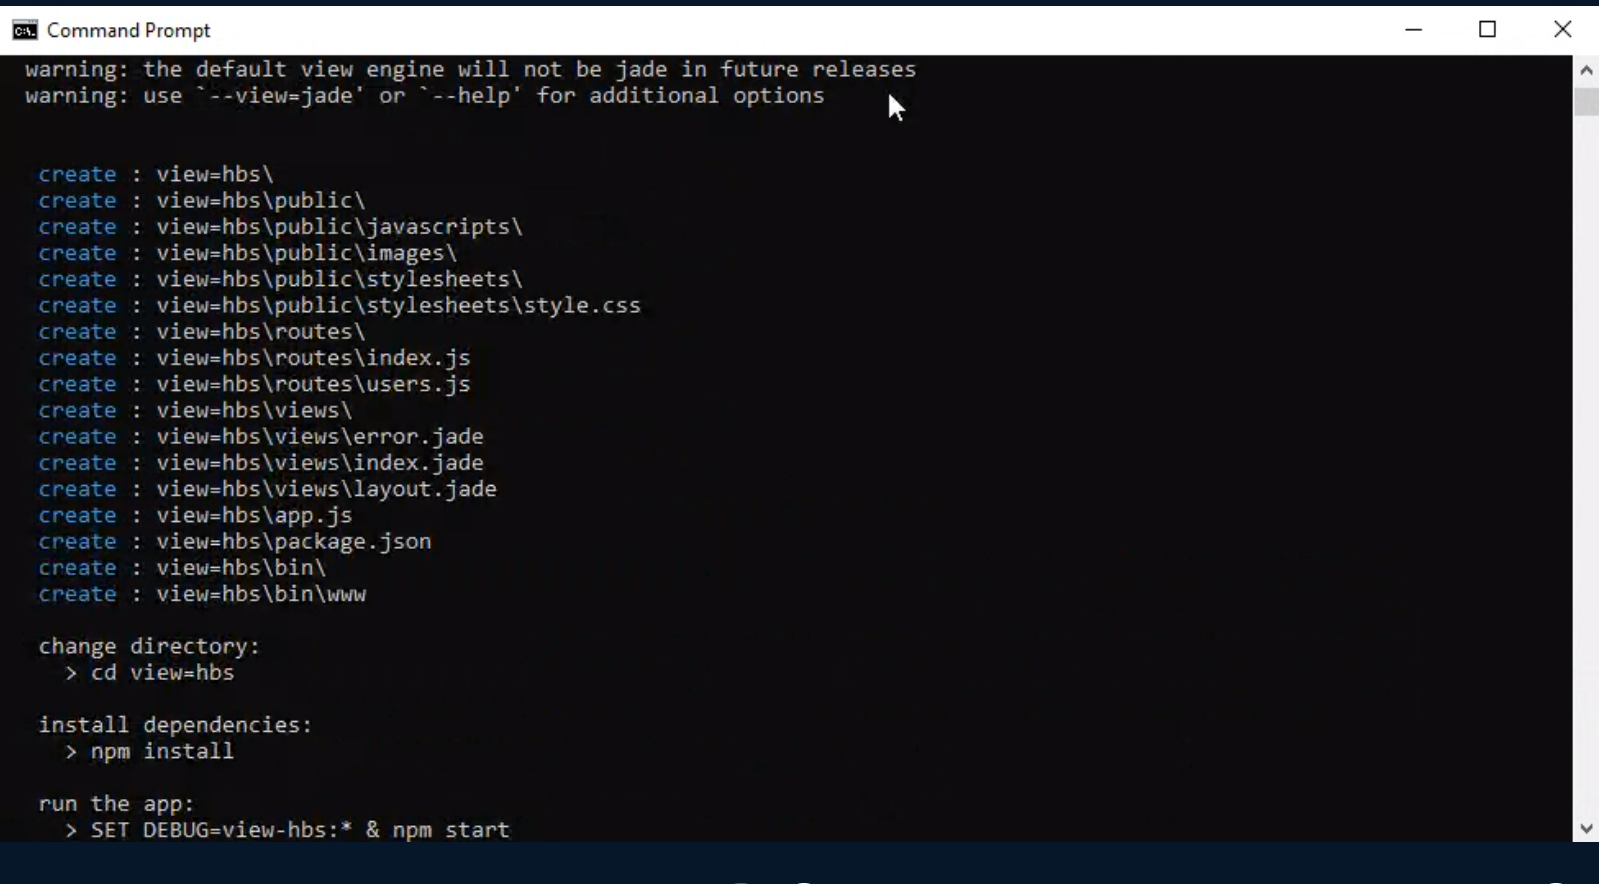 Command Prompt
warning: the default view engine will not be jade in future releases
warning: use `--view=jade' or `--help' for additional options
create : view=hbs\
create : view=hbs\public\
create : view=hbs\public\javascripts\
create : view=hbs\public\images\
create : view=hbs\public\stylesheets\
create : view=hbs\public\stylesheets\style.css
create : view=hbs\routes\
create : view=hbs\routes\index.js
create : view=hbs\routes\users.js
create : view=hbs\views\
create : view=hbs\views\error.jade
create : view=hbs\views\index.jade
create : view=hbs\views\layout.jade
create : view=hbs\app.js
create : view=hbs\package.json
create : view=hbs\bin\
create : view=hbs\bin\www
change directory:
> cd view=hbs
install dependencies:
> npm install
run the app:
> SET DEBUG=view-hbs:* & npm start